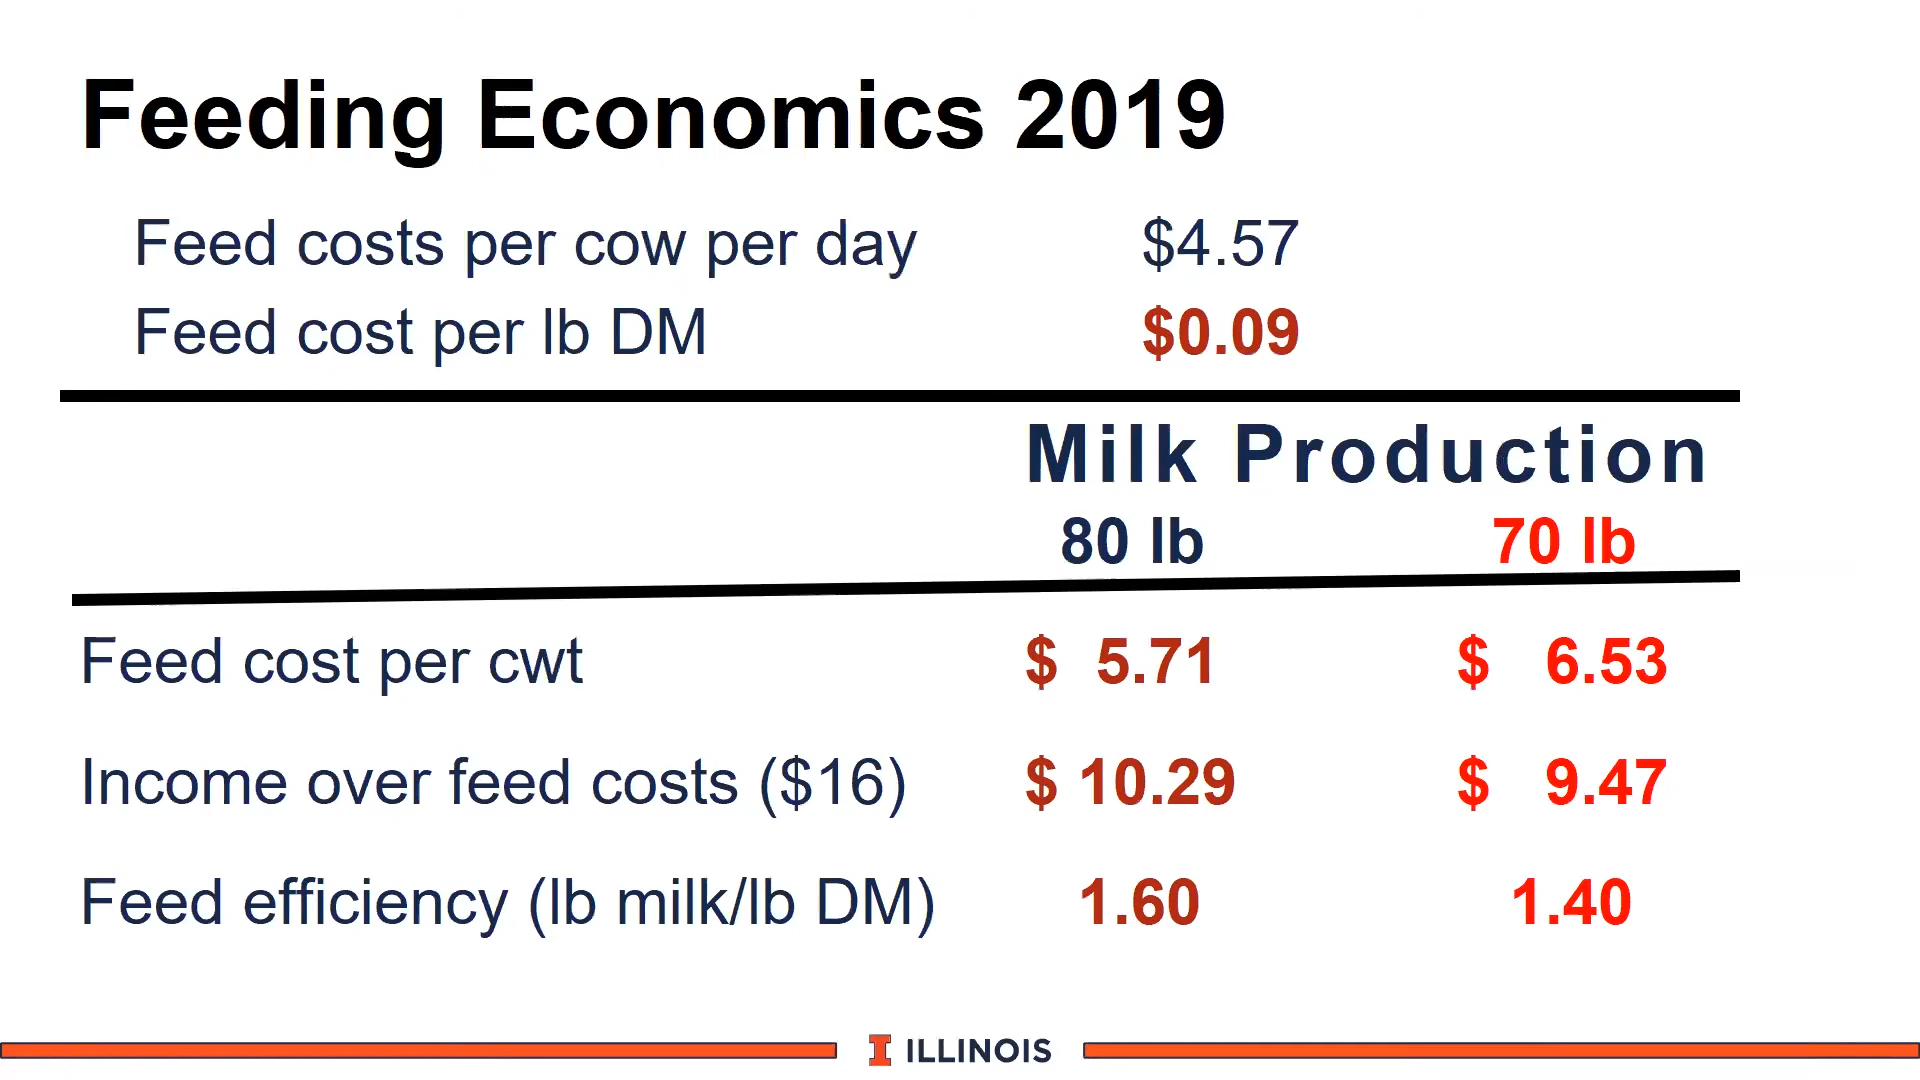 Feeding Economics 2019
Feed costs per cow per day $4.57
Feed cost per lb DM $0.09
Milk Production
80 lb 70 lb
Feed cost per cwt $ 5.71 $ 6.53
Income over feed costs ($16) $ 10.29 $ 9.47
Feed efficiency (lb milk/lb DM) 1.60 1.40
I ILLINOIS